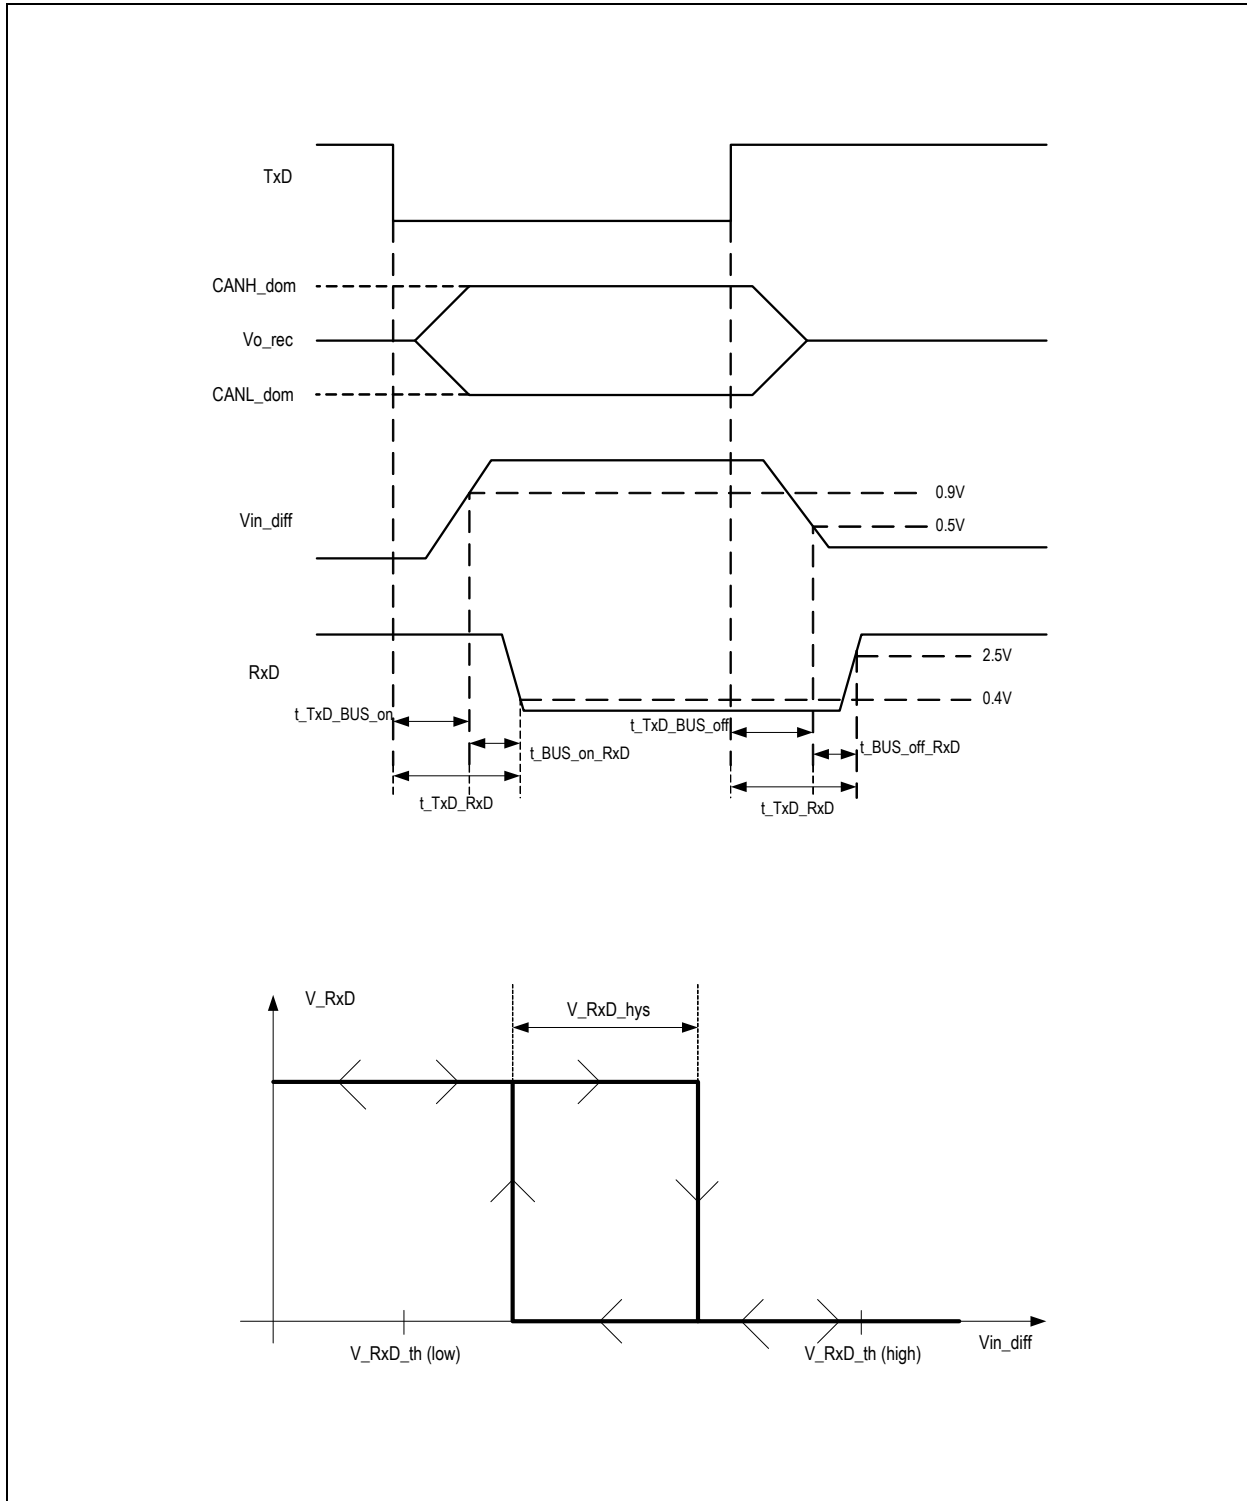 TxD
CANH_dom
Vo_rec
CANL_dom
0.9V
Vin_diff
0.5V
RxD
2.5V
0.4V
t_TxD_BUS_on
t_TxD_BUS_off
t_BUS_on_RxD
t_BUS_off_RxD
t_TxD_RxD
t_TxD_RxD
V_RxD
V_RxD_hys
V_RxD_th (low)
V_RxD_th (high)
Vin_diff